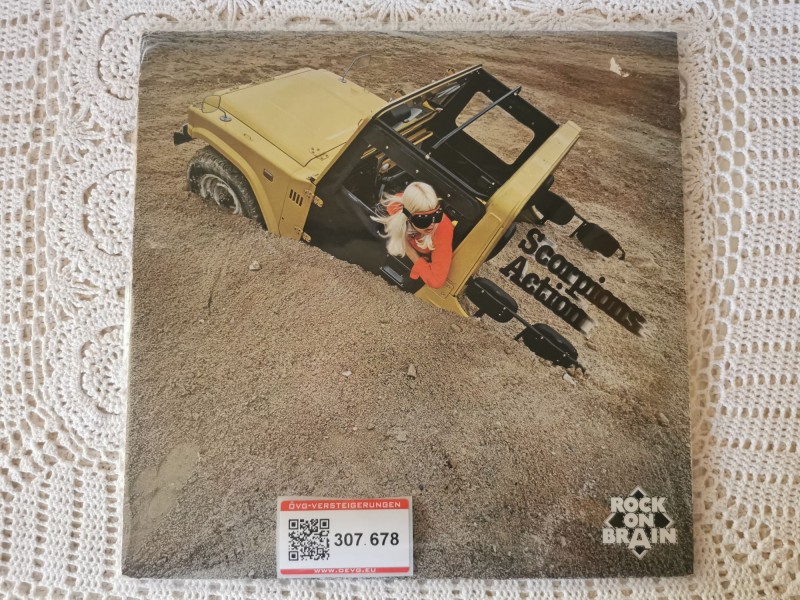 Scorpions
Action
ROCK
ON
BRAIN
ÖVG-VERSTEIGERUNGEN
307 678
WWW.OEVG.EU